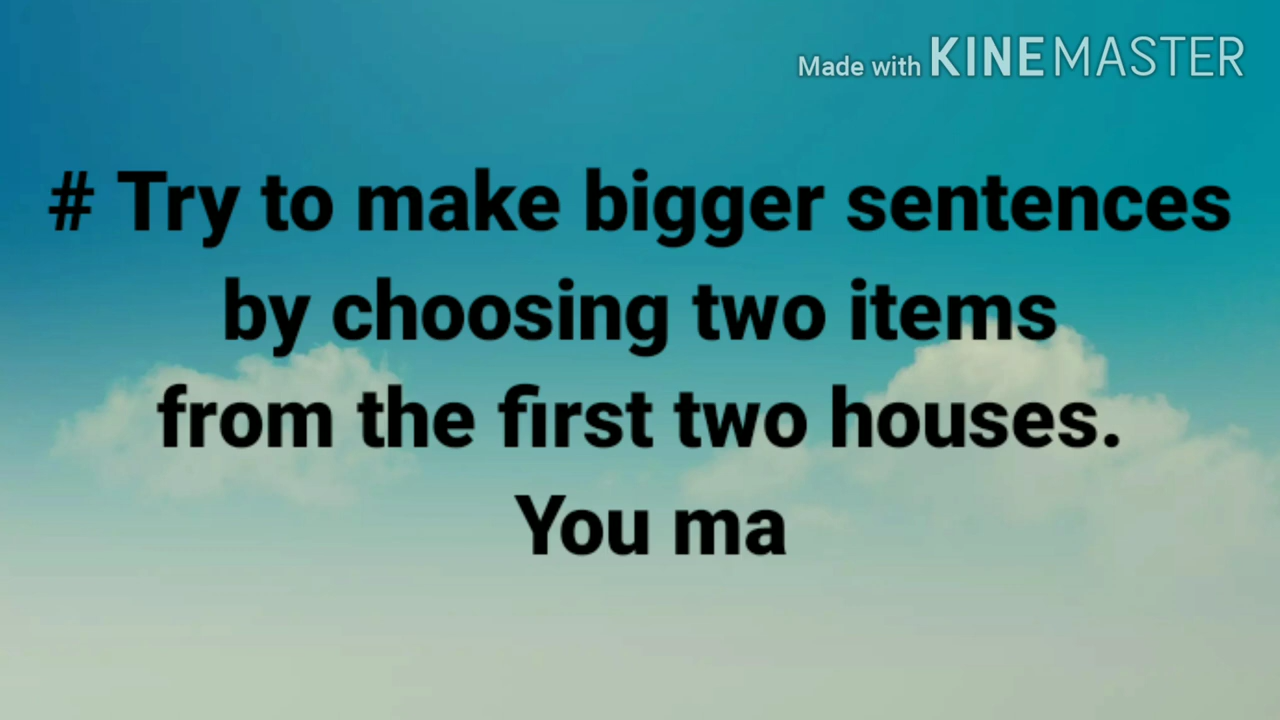 Made with KINEMASTER
# Try to make bigger sentences
by choosing two items
from the first two houses.
You ma